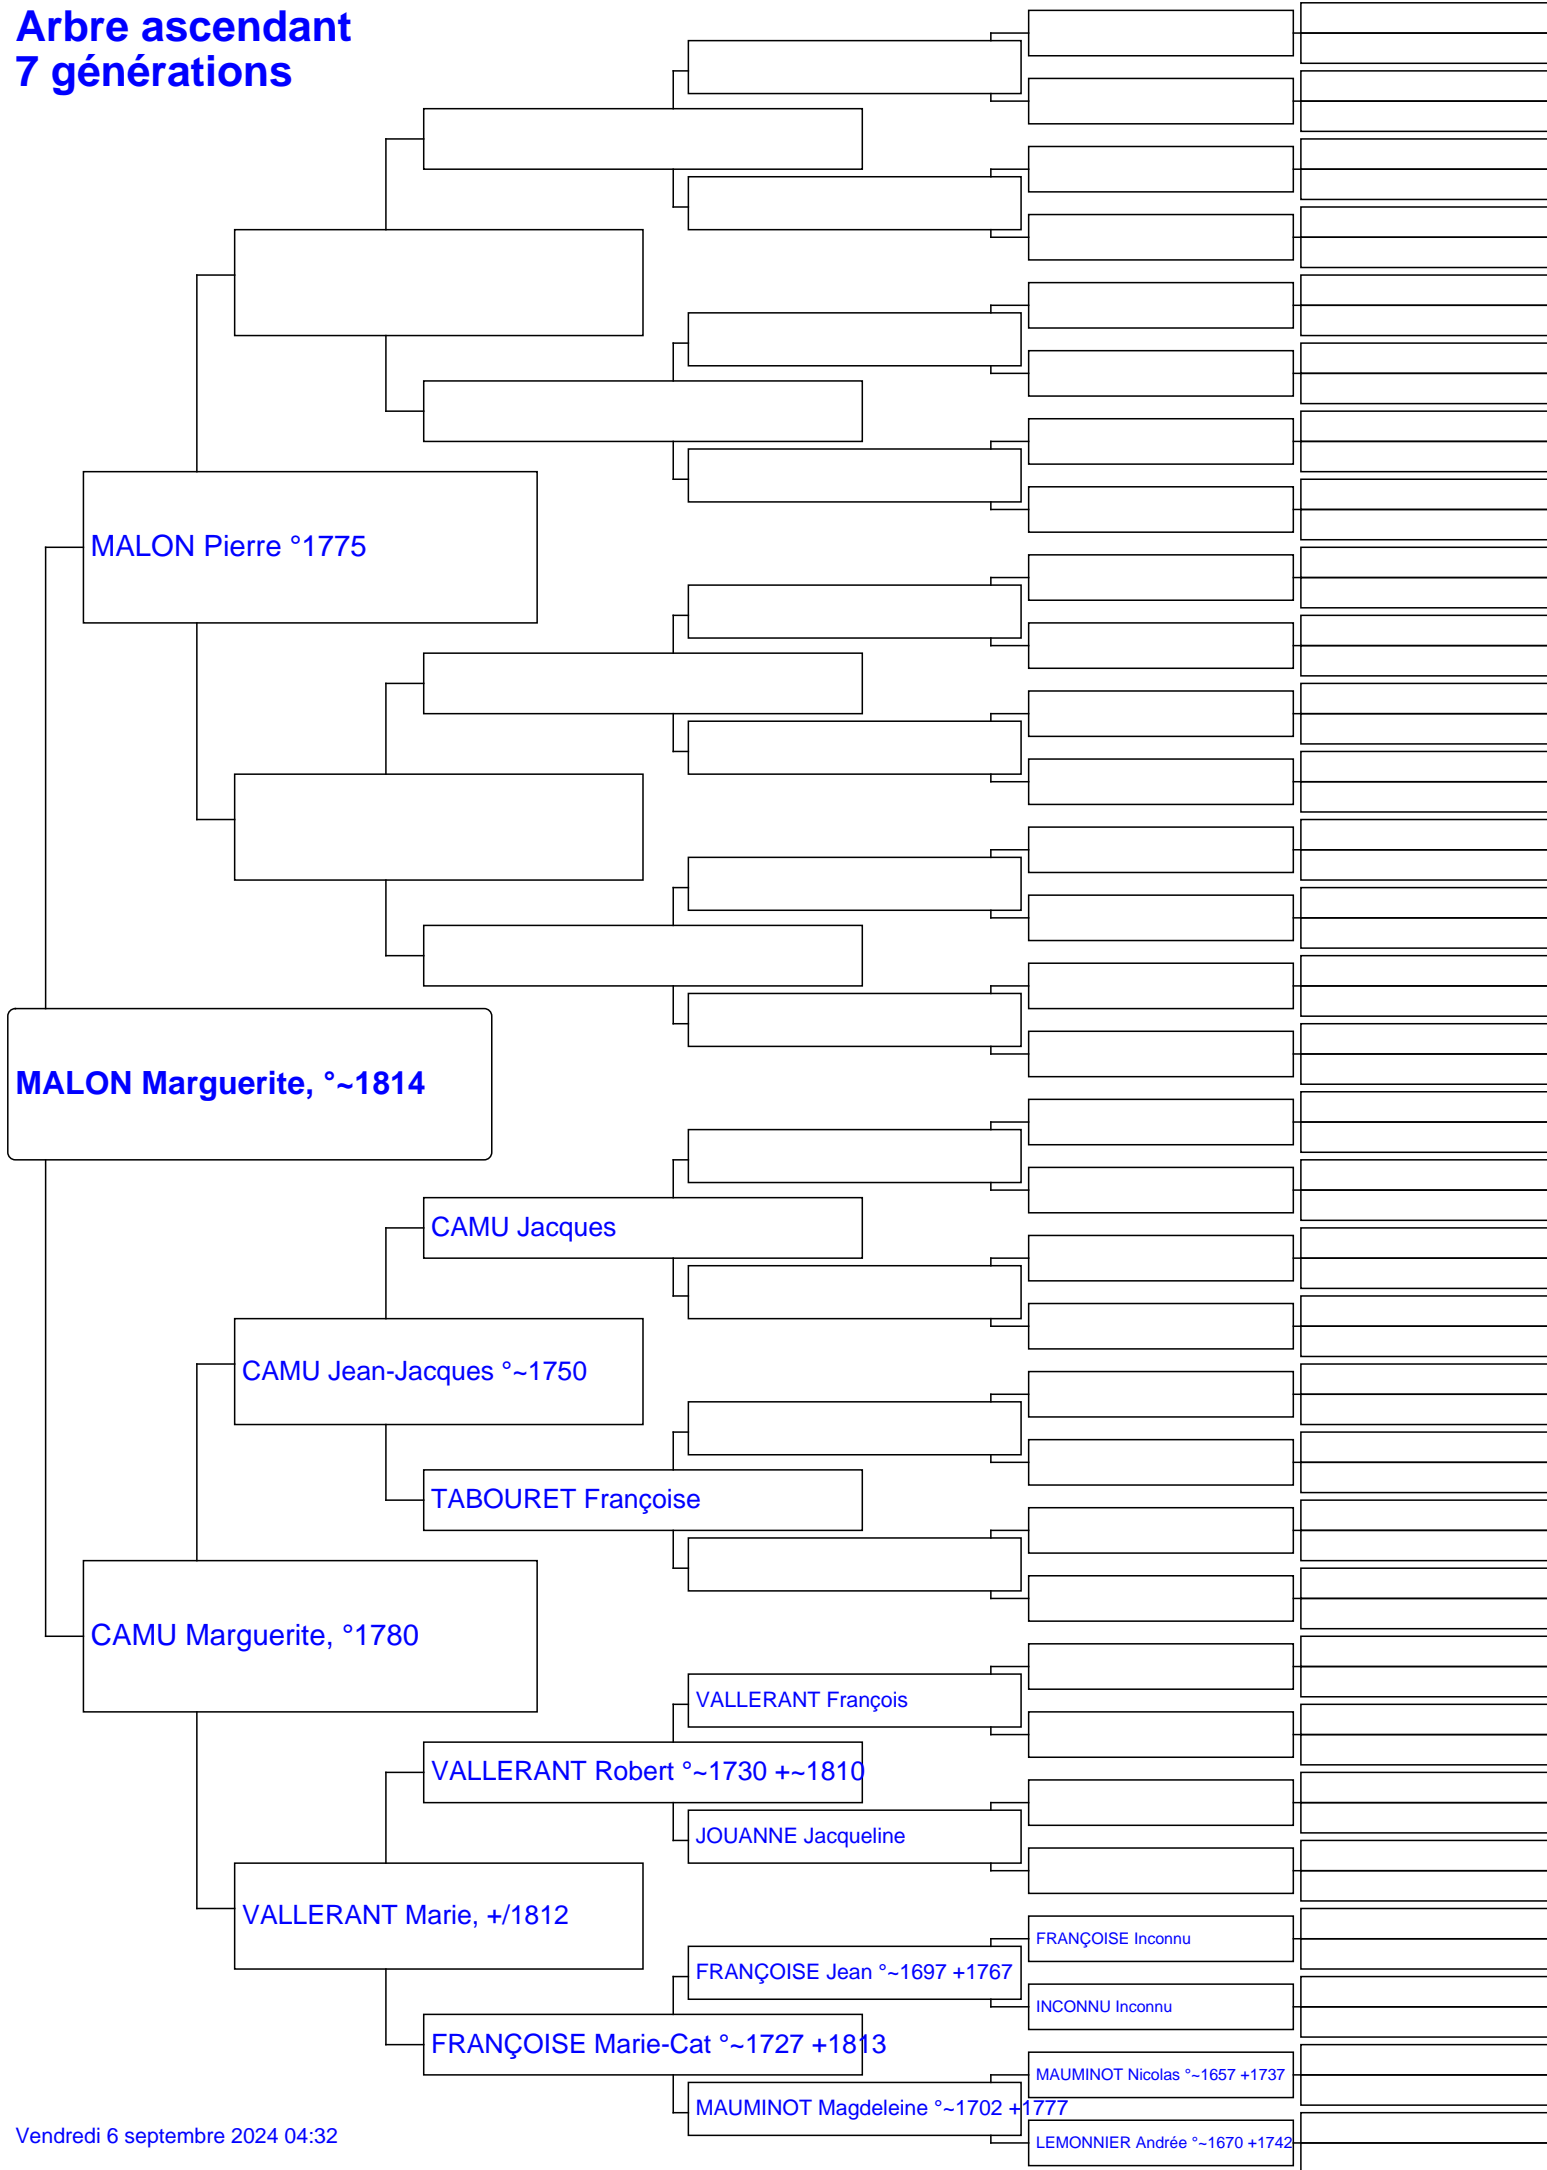 Arbre ascendant
7 générations
MALON Pierre °1775
MALON Marguerite, °~1814
CAMU Jacques
CAMU Jean-Jacques °~1750
TABOURET Françoise
CAMU Marguerite, °1780
VALLERANT François
VALLERANT Robert °~1730 +~1810
JOUANNE Jacqueline
VALLERANT Marie, +/1812
FRANÇOISE Inconnu
FRANÇOISE Jean °~1697 +1767
INCONNU Inconnu
FRANÇOISE Marie-Cat °~1727 +1813
MAUMINOT Nicolas °~1657 +1737
MAUMINOT Magdeleine °~1702 +1777
LEMONNIER Andrée °~1670 +1742
Vendredi 6 septembre 2024 04:32